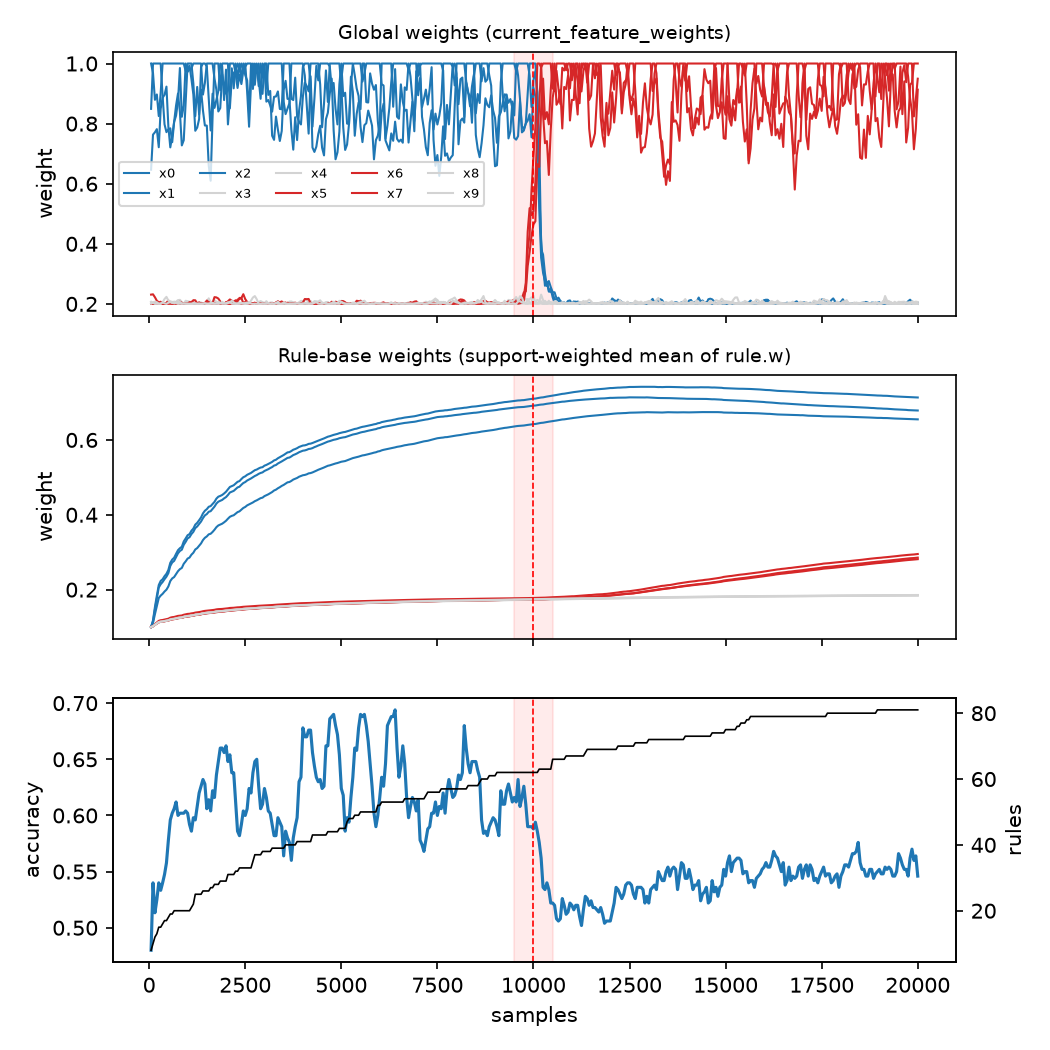 Global weights (current_feature_weights)
1.0
0.8
0.6
0.4
0.2
weight
x0 x2 x4 x6 x8
x1 x3 x5 x7 x9
Rule-base weights (support-weighted mean of rule.w)
0.6
0.4
0.2
weight
0.70
0.65
0.60
0.55
0.50
accuracy
80
60
40
20
rules
0 2500 5000 7500 10000 12500 15000 17500 20000
samples